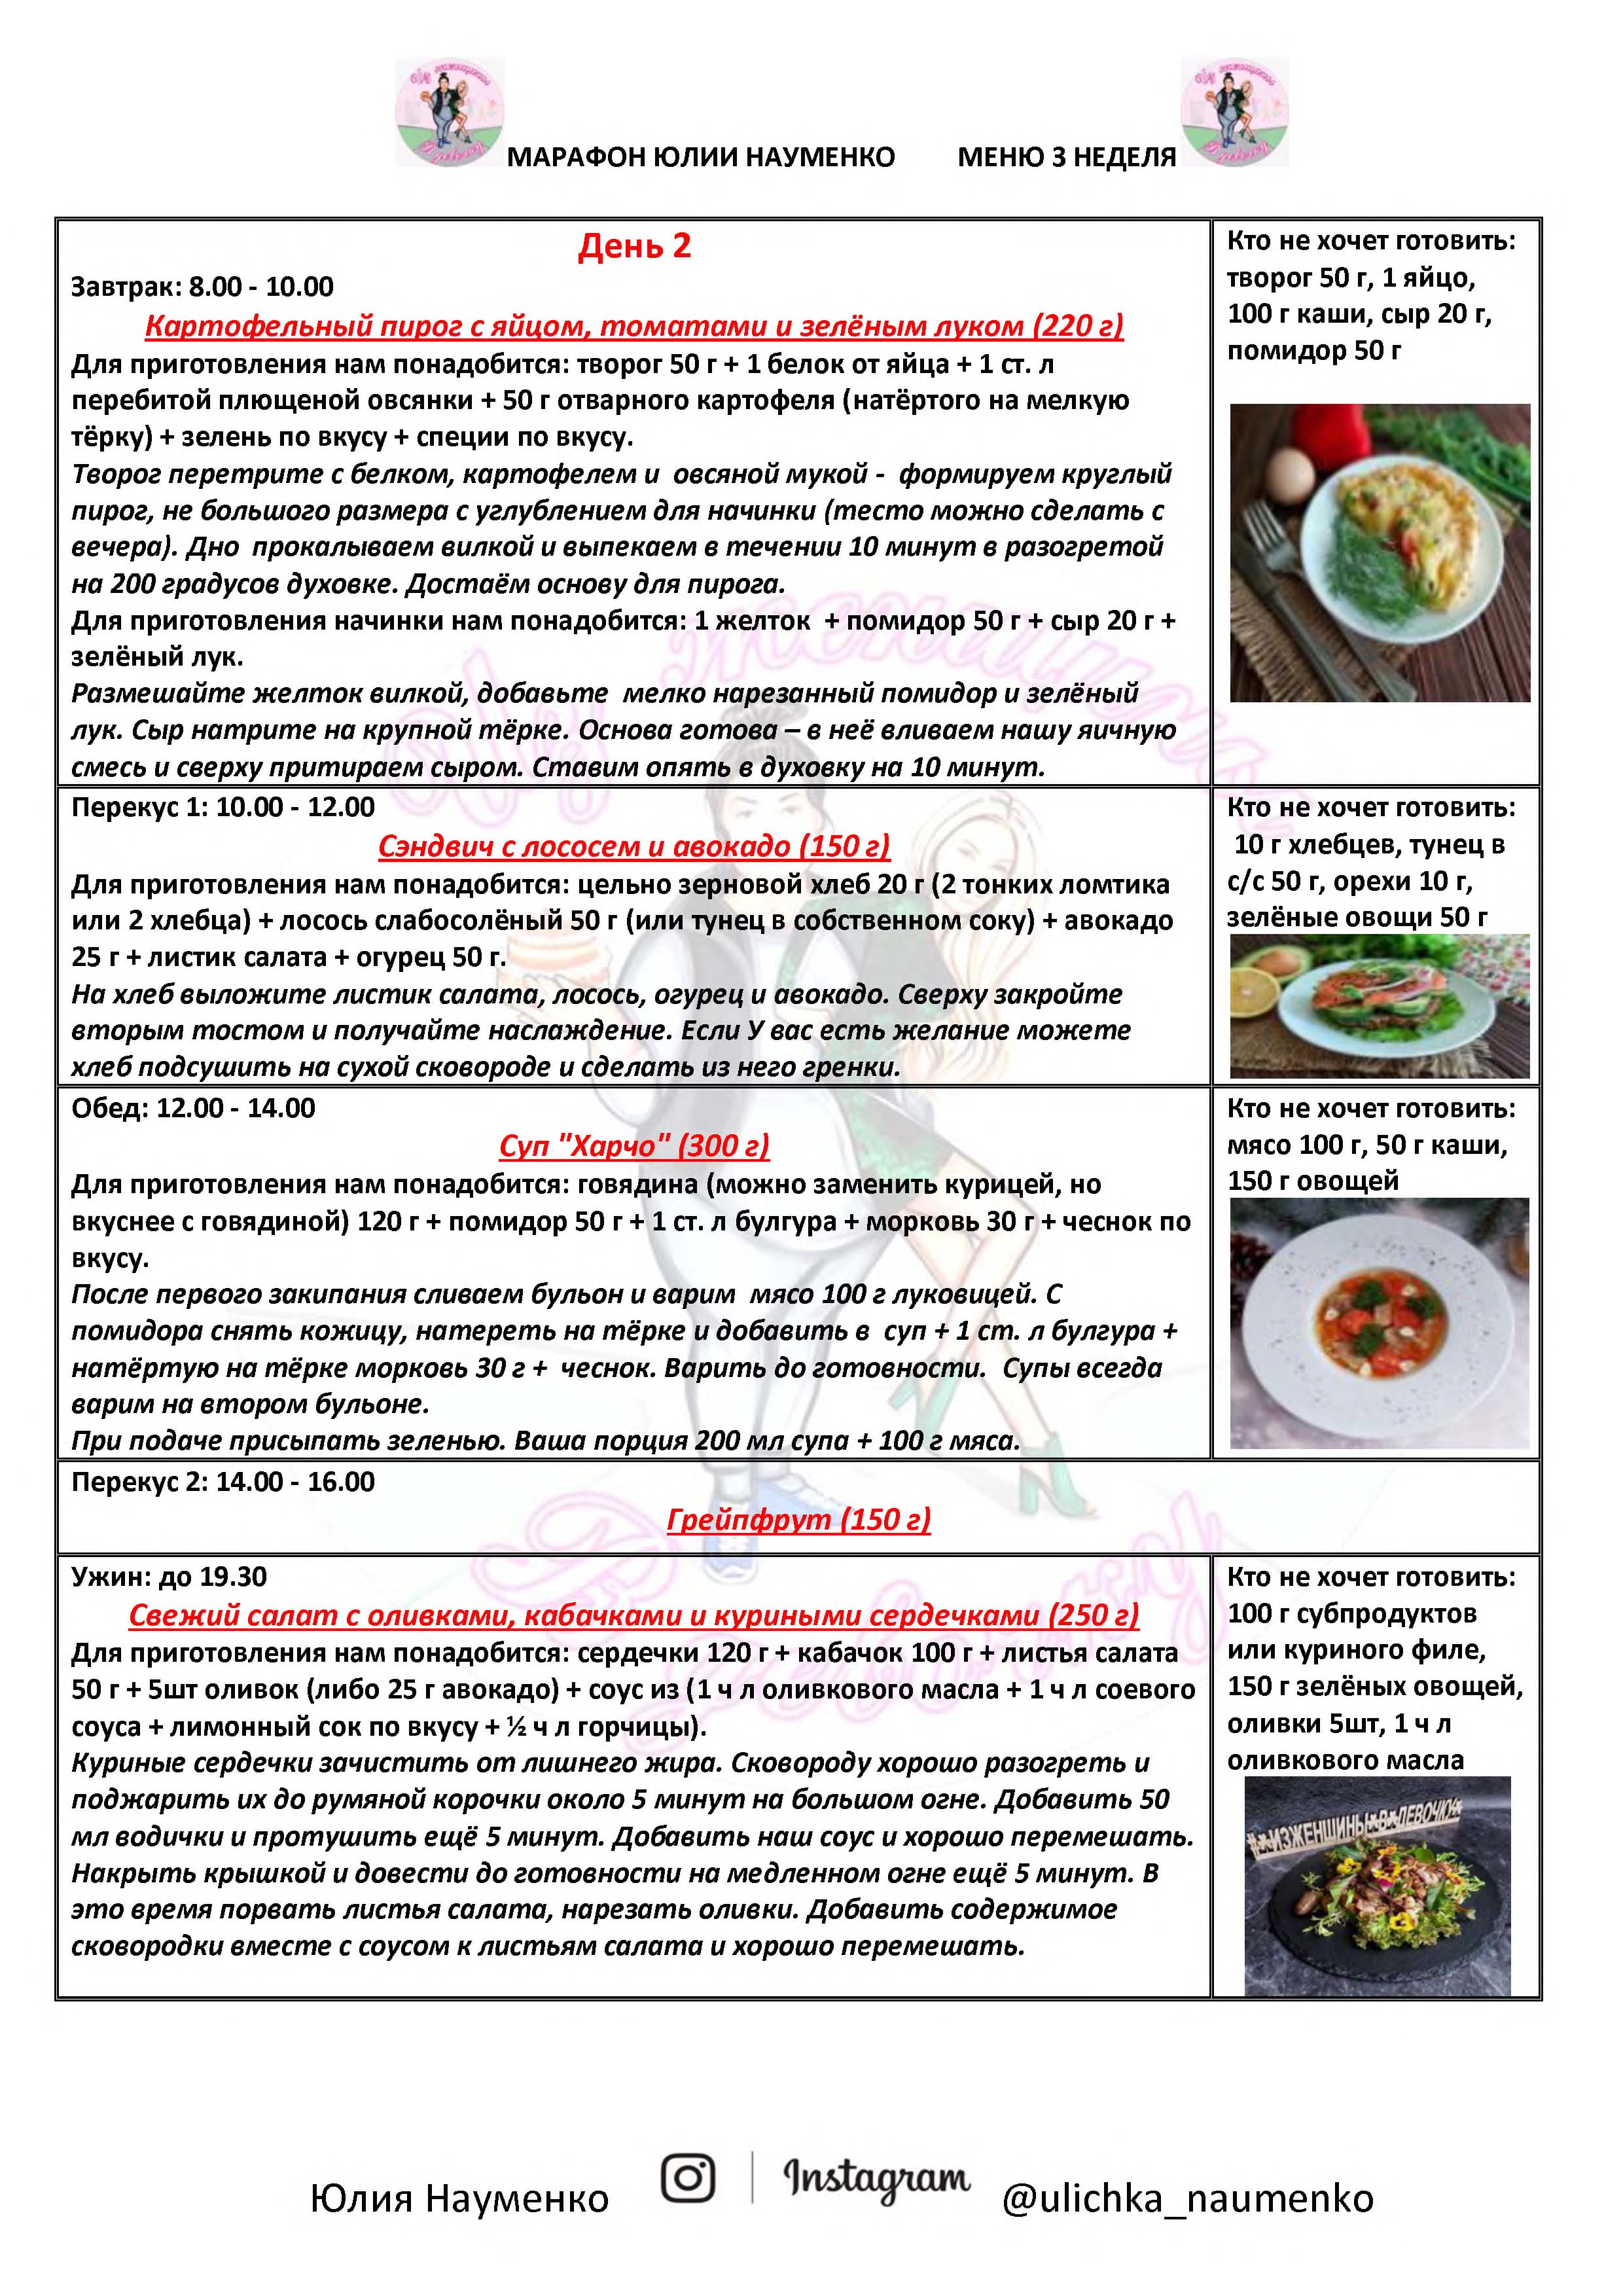 МАРАФОН ЮЛИИ НАУМЕНКО МЕНЮ 3 НЕДЕЛЯ
День 2
Завтрак: 8.00 - 10.00
Картофельный пирог с яйцом, томатами и зелёным луком (220 г)
Для приготовления нам понадобится: творог 50 г + 1 белок от яйца + 1 ст. л
перебитой плющеной овсянки + 50 г отварного картофеля (натёртого на мелкую
тёрку) + зелень по вкусу + специи по вкусу.
Творог перетрите с белком, картофелем и овсяной мукой - формируем круглый
пирог, не большого размера с углублением для начинки (тесто можно сделать с
вечера). Дно прокалываем вилкой и выпекаем в течении 10 минут в разогретой
на 200 градусов духовке. Достаём основу для пирога.
Для приготовления начинки нам понадобится: 1 желток + помидор 50 г + сыр 20 г +
зелёный лук.
Размешайте желток вилкой, добавьте мелко нарезанный помидор и зелёный
лук. Сыр натрите на крупной тёрке. Основа готова – в неё вливаем нашу яичную
смесь и сверху притираем сыром. Ставим опять в духовку на 10 минут.
Кто не хочет готовить:
творог 50 г, 1 яйцо,
100 г каши, сыр 20 г,
помидор 50 г
Перекус 1: 10.00 - 12.00
Сэндвич с лососем и авокадо (150 г)
Для приготовления нам понадобится: цельно зерновой хлеб 20 г (2 тонких ломтика
или 2 хлебца) + лосось слабосолёный 50 г (или тунец в собственном соку) + авокадо
25 г + листик салата + огурец 50 г.
На хлеб выложите листик салата, лосось, огурец и авокадо. Сверху закройте
вторым тостом и получайте наслаждение. Если У вас есть желание можете
хлеб подсушить на сухой сковороде и сделать из него гренки.
Кто не хочет готовить:
10 г хлебцев, тунец в
с/с 50 г, орехи 10 г,
зелёные овощи 50 г
Обед: 12.00 - 14.00
Суп "Харчо" (300 г)
Для приготовления нам понадобится: говядина (можно заменить курицей, но
вкуснее с говядиной) 120 г + помидор 50 г + 1 ст. л булгура + морковь 30 г + чеснок по
вкусу.
После первого закипания сливаем бульон и варим мясо 100 г луковицей. С
помидора снять кожицу, натереть на тёрке и добавить в суп + 1 ст. л булгура +
натёртую на тёрке морковь 30 г + чеснок. Варить до готовности. Супы всегда
варим на втором бульоне.
При подаче присыпать зеленью. Ваша порция 200 мл супа + 100 г мяса.
Кто не хочет готовить:
мясо 100 г, 50 г каши,
150 г овощей
Перекус 2: 14.00 - 16.00
Грейпфрут (150 г)
Ужин: до 19.30
Свежий салат с оливками, кабачками и куриными сердечками (250 г)
Для приготовления нам понадобится: сердечки 120 г + кабачок 100 г + листья салата
50 г + 5шт оливок (либо 25 г авокадо) + соус из (1 ч л оливкового масла + 1 ч л соевого
соуса + лимонный сок по вкусу + ½ ч л горчицы).
Куриные сердечки зачистить от лишнего жира. Сковороду хорошо разогреть и
поджарить их до румяной корочки около 5 минут на большом огне. Добавить 50
мл водички и протушить ещё 5 минут. Добавить наш соус и хорошо перемешать.
Накрыть крышкой и довести до готовности на медленном огне ещё 5 минут. В
это время порвать листья салата, нарезать оливки. Добавить содержимое
сковородки вместе с соусом к листьям салата и хорошо перемешать.
Кто не хочет готовить:
100 г субпродуктов
или куриного филе,
150 г зелёных овощей,
оливки 5шт, 1 ч л
оливкового масла
#ИЗЖЕНЩИНЫВДЕВОЧКУ
Из женщины
в девочку
Юлия Науменко Instagram @ulichka_naumenko